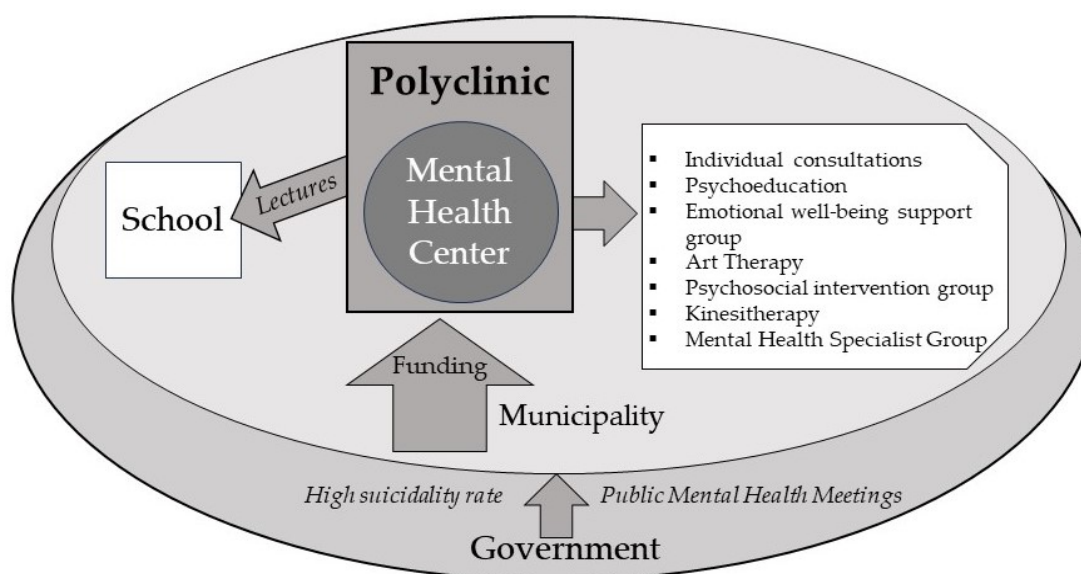 Polyclinic
Mental
Health
Center
Lectures
School
▪ Individual consultations
▪ Psychoeducation
▪ Emotional well-being support
group
▪ Art Therapy
▪ Psychosocial intervention group
▪ Kinesitherapy
▪ Mental Health Specialist Group
Funding
Municipality
High suicidality rate
Public Mental Health Meetings
Government